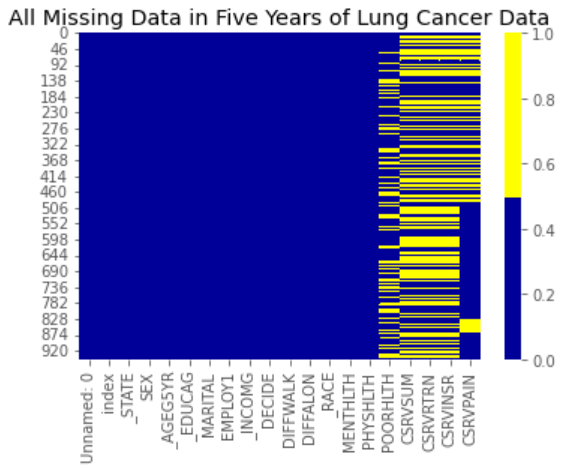 All Missing Data in Five Years of Lung Cancer Data
0
46
92
138
184
230
276
322
368
414
460
506
552
598
644
690
736
782
828
874
920
1.0
0.8
0.6
0.4
0.2
0.0
Unnamed: 0
index
_STATE
SEX
_AGEG5YR
_EDUCAG
_MARITAL
EMPLOY1
_INCOMG
DECIDE
DIFFWALK
DIFFALON
_RACE
MENTHLTH
PHYSHLTH
POORHLTH
CSRVSUM
CSRVRTRN
CSRVINSR
CSRVPAIN